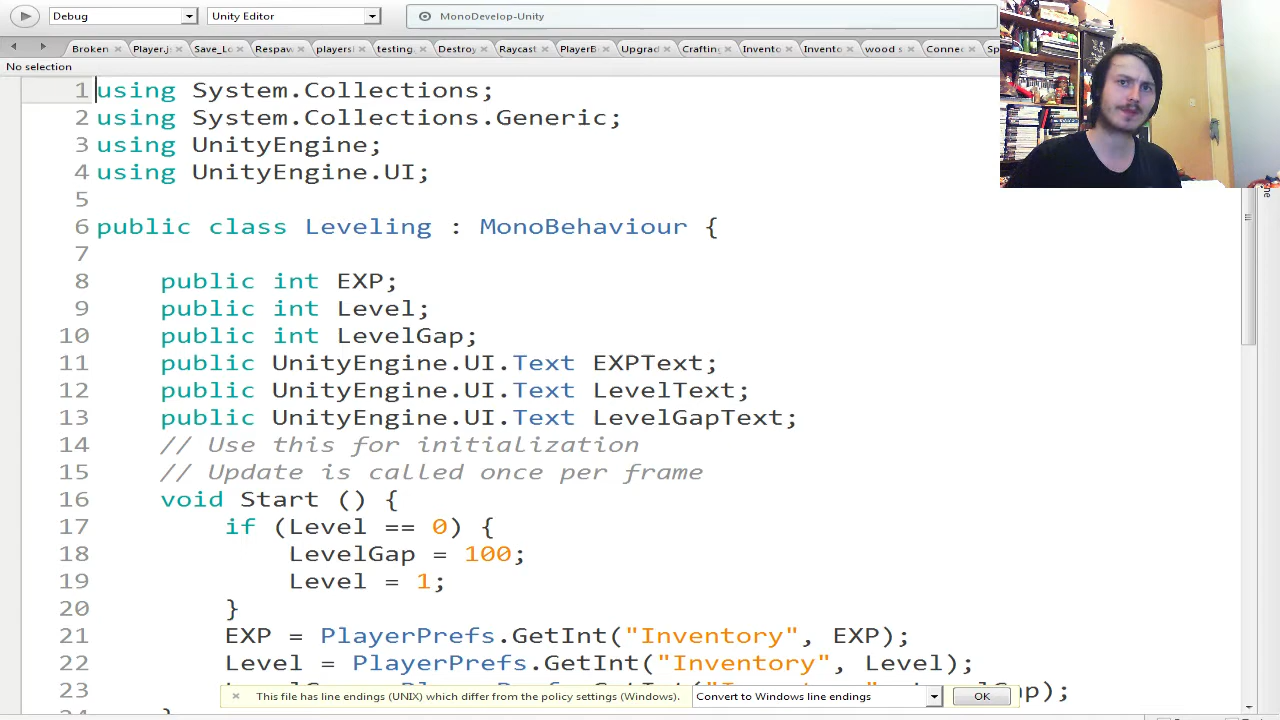 Debug Unity Editor MonoDevelop-Unity
Broken Player.j Save_Lo Respaw players testunl Destroy Raycast PlayerB Upgrad Crafting Invento Invento wood s Connec Sp
No selection
1 using System.Collections;
2 using System.Collections.Generic;
3 using UnityEngine;
4 using UnityEngine.UI;
5
6 public class Leveling : MonoBehaviour {
7
8 public int EXP;
9 public int Level;
10 public int LevelGap;
11 public UnityEngine.UI.Text EXPText;
12 public UnityEngine.UI.Text LevelText;
13 public UnityEngine.UI.Text LevelGapText;
14 // Use this for initialization
15 // Update is called once per frame
16 void Start () {
17 if (Level == 0) {
18 LevelGap = 100;
19 Level = 1;
20 }
21 EXP = PlayerPrefs.GetInt("Inventory", EXP);
22 Level = PlayerPrefs.GetInt("Inventory", Level);
23
This file has line endings (UNIX) which differ from the policy settings (Windows). Convert to Windows line endings OK